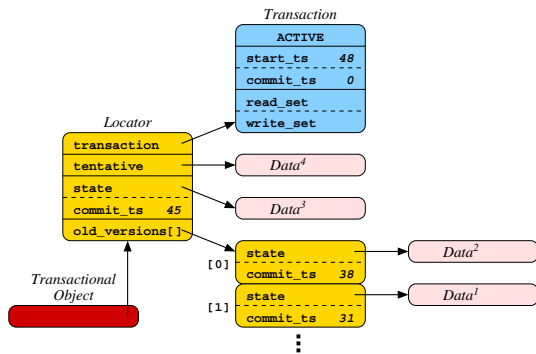 Transaction
ACTIVE
start_ts 48
commit_ts 0
read_set
write_set
Locator
transaction
tentative
state
commit_ts 45
old_versions[]
Data⁴
Data³
[0]
state
commit_ts 38
Data²
[1]
state
commit_ts 31
Data¹
Transactional
Object